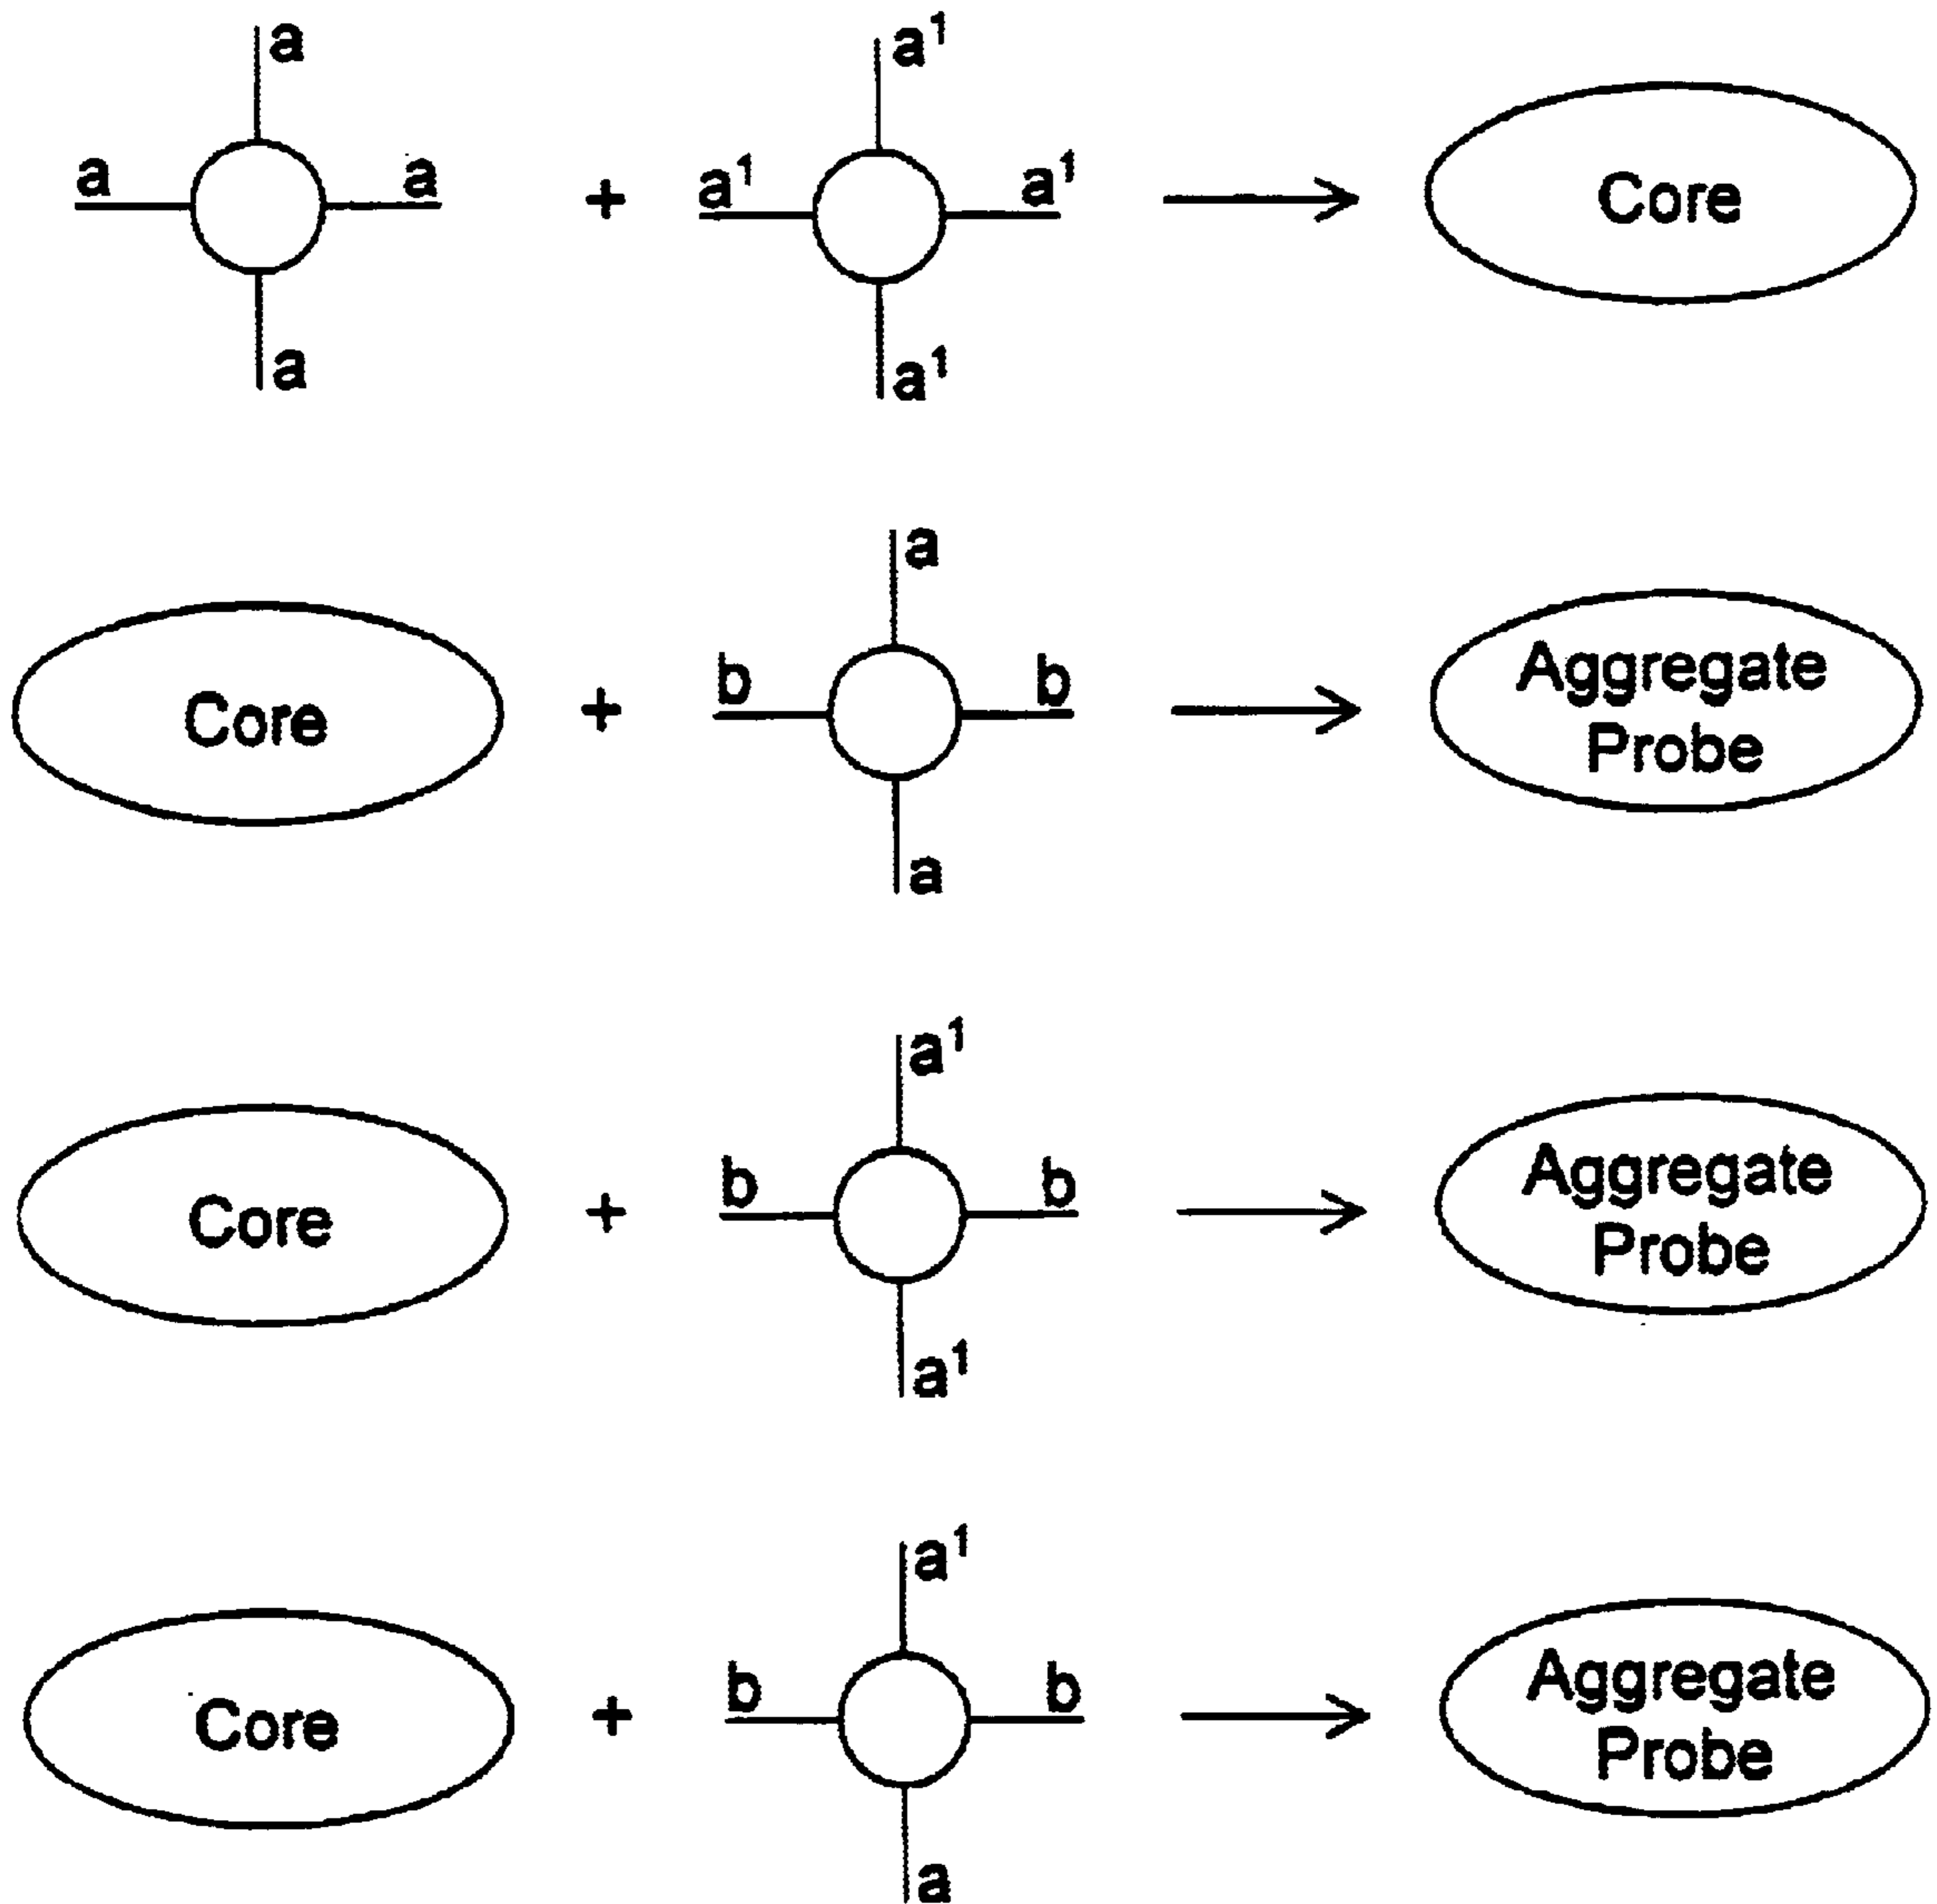 a a¹
a a + a¹ a¹ Core
a a¹
a
Core + b b Aggregate
Probe
a
a¹
Core + b b Aggregate
Probe
a¹
a¹
Core + b b Aggregate
Probe
a